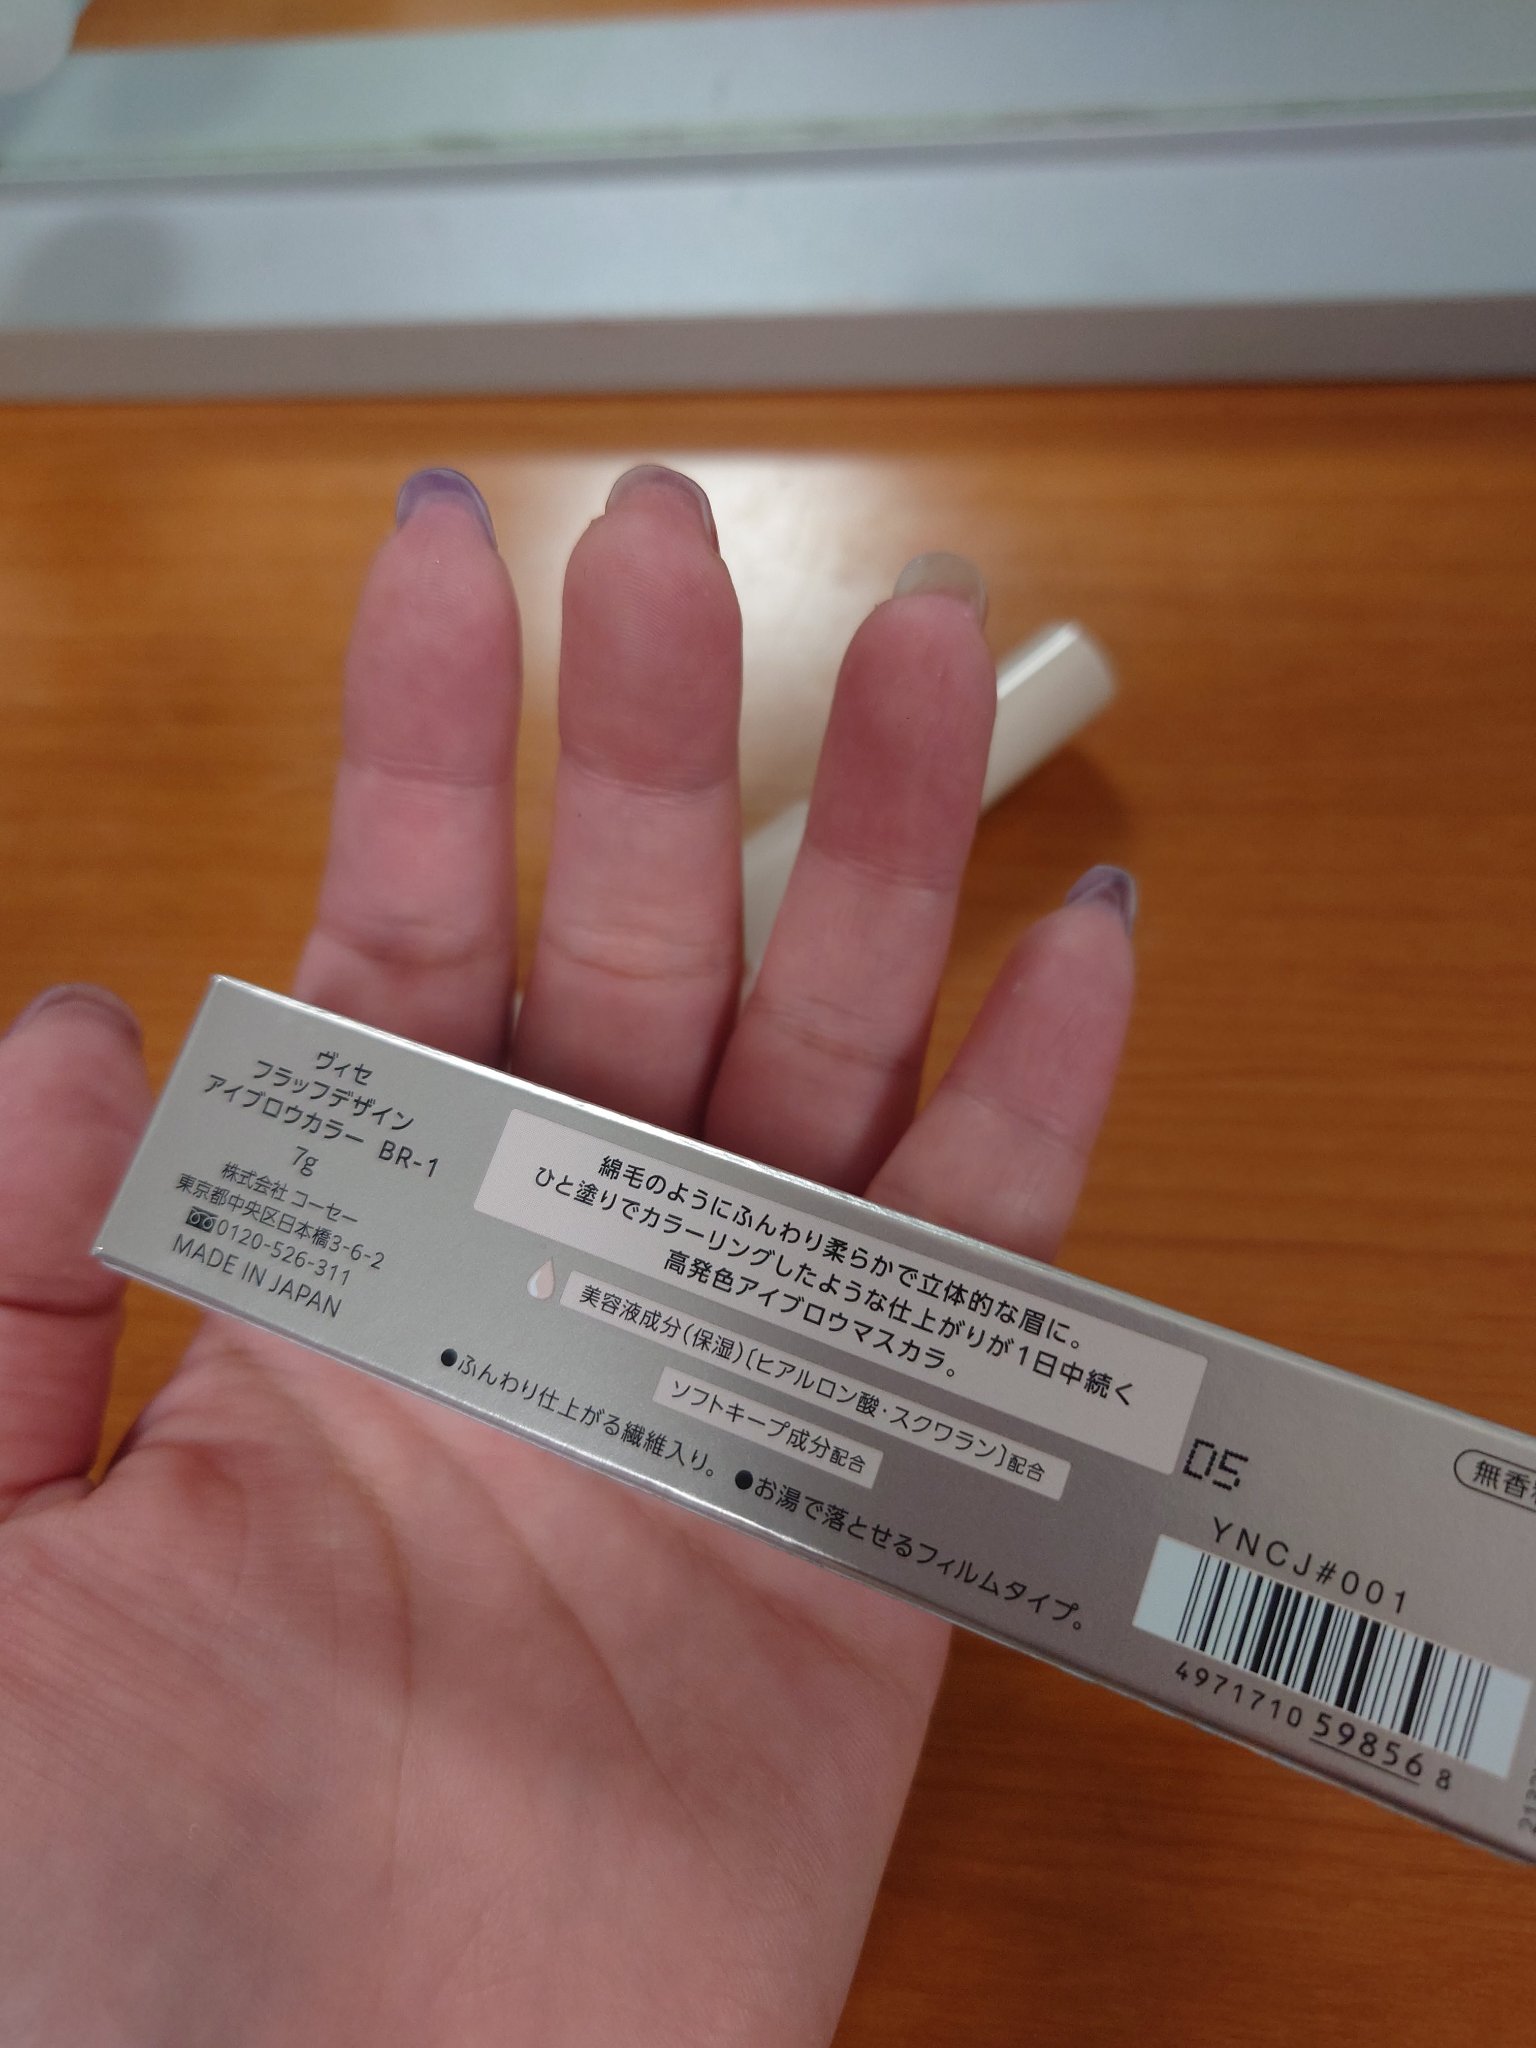 ヴィセ
フラッフデザイン
アイブロウカラー BR-1
7g
株式会社 コーセー
東京都中央区日本橋3-6-2
0120-526-311
MADE IN JAPAN
綿毛のようにふんわり柔らかで立体的な眉に。
ひと塗りでカラーリングしたような仕上がりが1日中続く
高発色アイブロウマスカラ。
美容液成分(保湿)〔ヒアルロン酸・スクワラン〕配合
ソフトキープ成分配合
●ふんわり仕上がる繊維入り。 ●お湯で落とせるフィルムタイプ。
D5
無香
YNCJ#001
4971710 598568